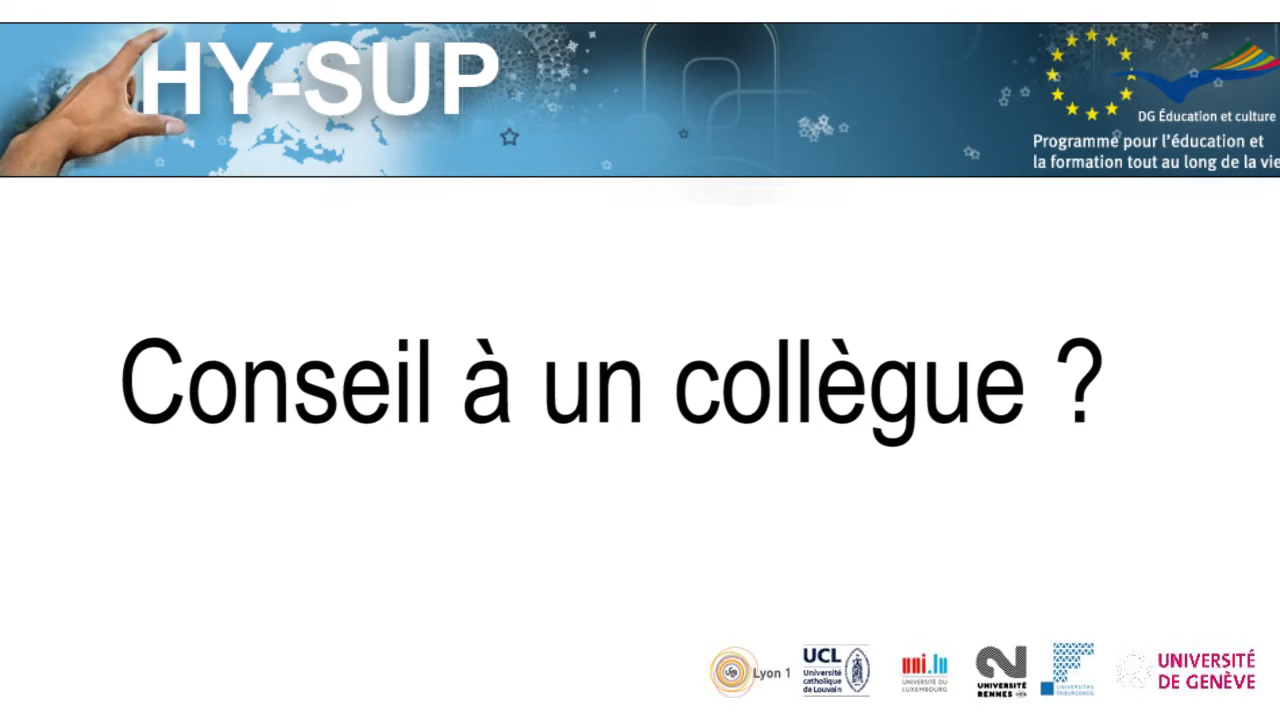 HY-SUP
DG Éducation et culture
Programme pour l'éducation et
la formation tout au long de la vie
Conseil à un collègue ?
Lyon 1
UCL
Université
catholique
de Louvain
uni.lu
UNIVERSITÉ DU
LUXEMBOURG
UNIVERSITÉ
RENNES
UNIVERSITAS
FRIBURGENSIS
UNIVERSITÉ
DE GENÈVE